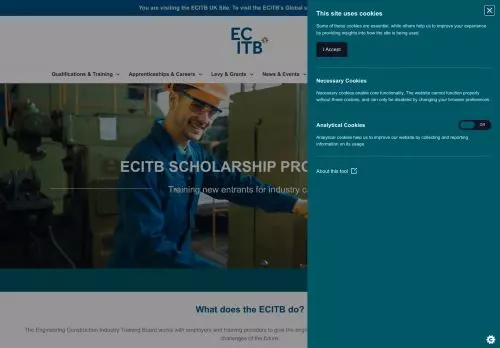 You are visiting the ECITB UK Site. To visit the ECITB's Global s
EC
ITB
Qualifications & Training
Apprenticeships & Careers
Levy & Grants
News & Events
ECITB SCHOLARSHIP PRO
Training new entrants for industry ca
What does the ECITB do?
The Engineering Construction Industry Training Board works with employers and training providers to give the engi
challenges of the future.
This site uses cookies
Some of these cookies are essential, while others help us to improve your experience
by providing insights into how the site is being used.
I Accept
Necessary Cookies
Necessary cookies enable core functionality. The website cannot function properly
without these cookies, and can only be disabled by changing your browser preferences.
Analytical Cookies
Off
Analytical cookies help us to improve our website by collecting and reporting
information on its usage.
About this tool